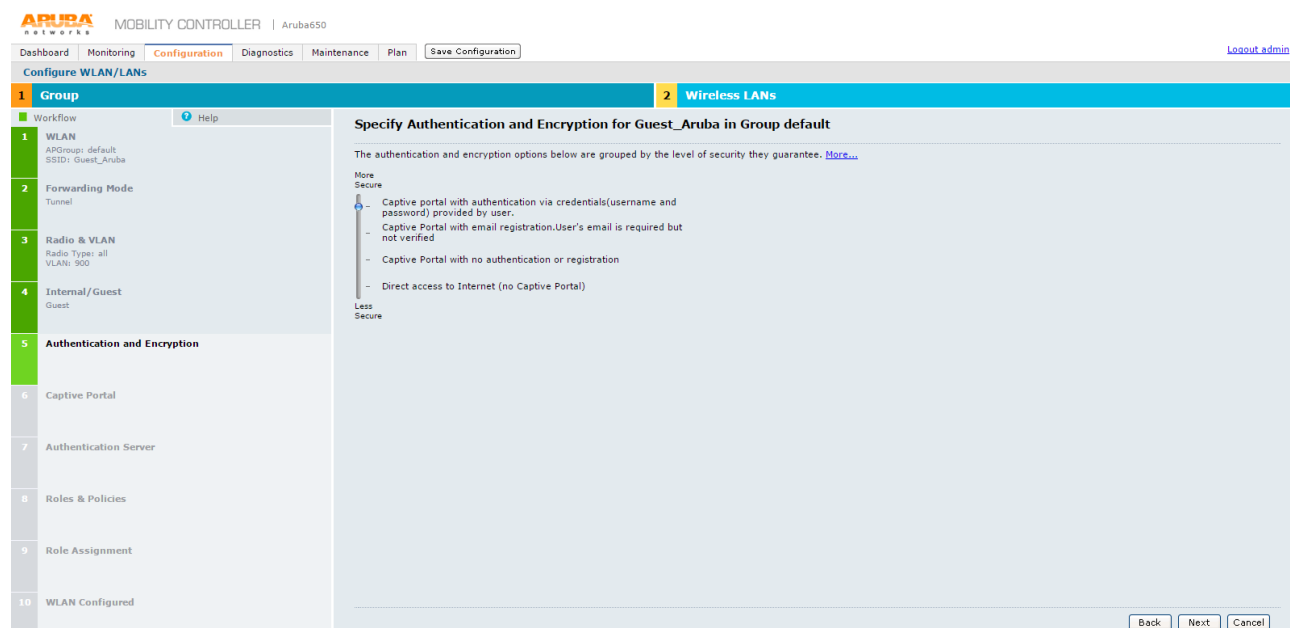 ARUBA networks MOBILITY CONTROLLER | Aruba650
Dashboard Monitoring Configuration Diagnostics Maintenance Plan Save Configuration Logout admin
Configure WLAN/LANs
1 Group 2 Wireless LANs
Workflow Help
1 WLAN
APGroup: default
SSID: Guest_Aruba
2 Forwarding Mode
Tunnel
3 Radio & VLAN
Radio Type: all
VLAN: 900
4 Internal/Guest
Guest
5 Authentication and Encryption
6 Captive Portal
7 Authentication Server
8 Roles & Policies
9 Role Assignment
10 WLAN Configured
Specify Authentication and Encryption for Guest_Aruba in Group default
The authentication and encryption options below are grouped by the level of security they guarantee. More...
More
Secure
Captive portal with authentication via credentials(username and
password) provided by user.
Captive Portal with email registration.User's email is required but
not verified
Captive Portal with no authentication or registration
Direct access to Internet (no Captive Portal)
Less
Secure
Back Next Cancel